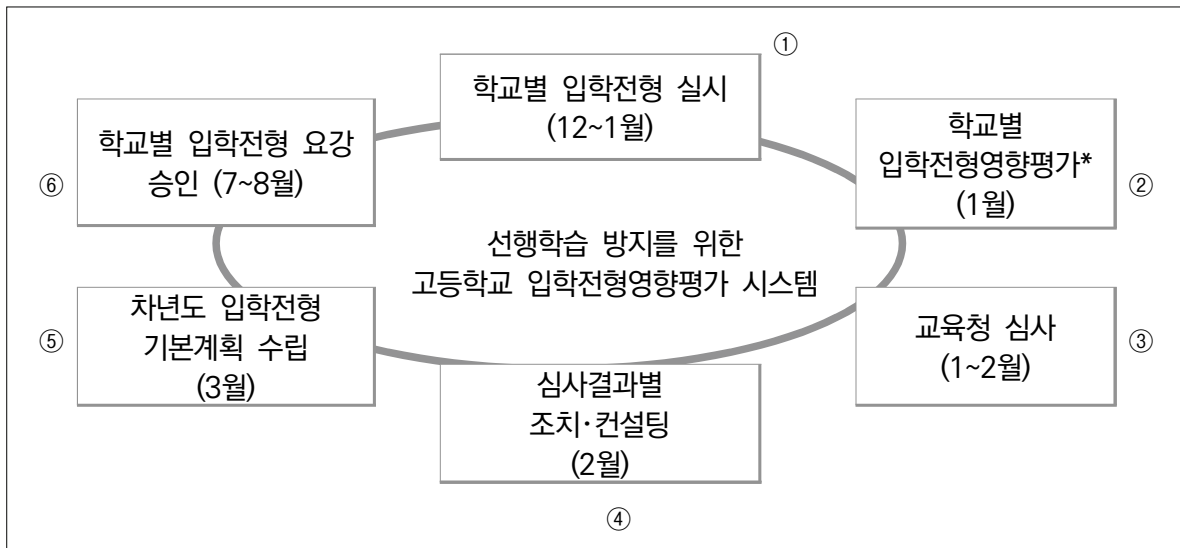 ①
학교별 입학전형 실시
(12~1월)
학교별
입학전형영향평가*
(1월)
②
교육청 심사
(1~2월)
③
심사결과별
조치·컨설팅
(2월)
④
차년도 입학전형
기본계획 수립
(3월)
⑤
학교별 입학전형 요강
승인 (7~8월)
⑥
선행학습 방지를 위한
고등학교 입학전형영향평가 시스템